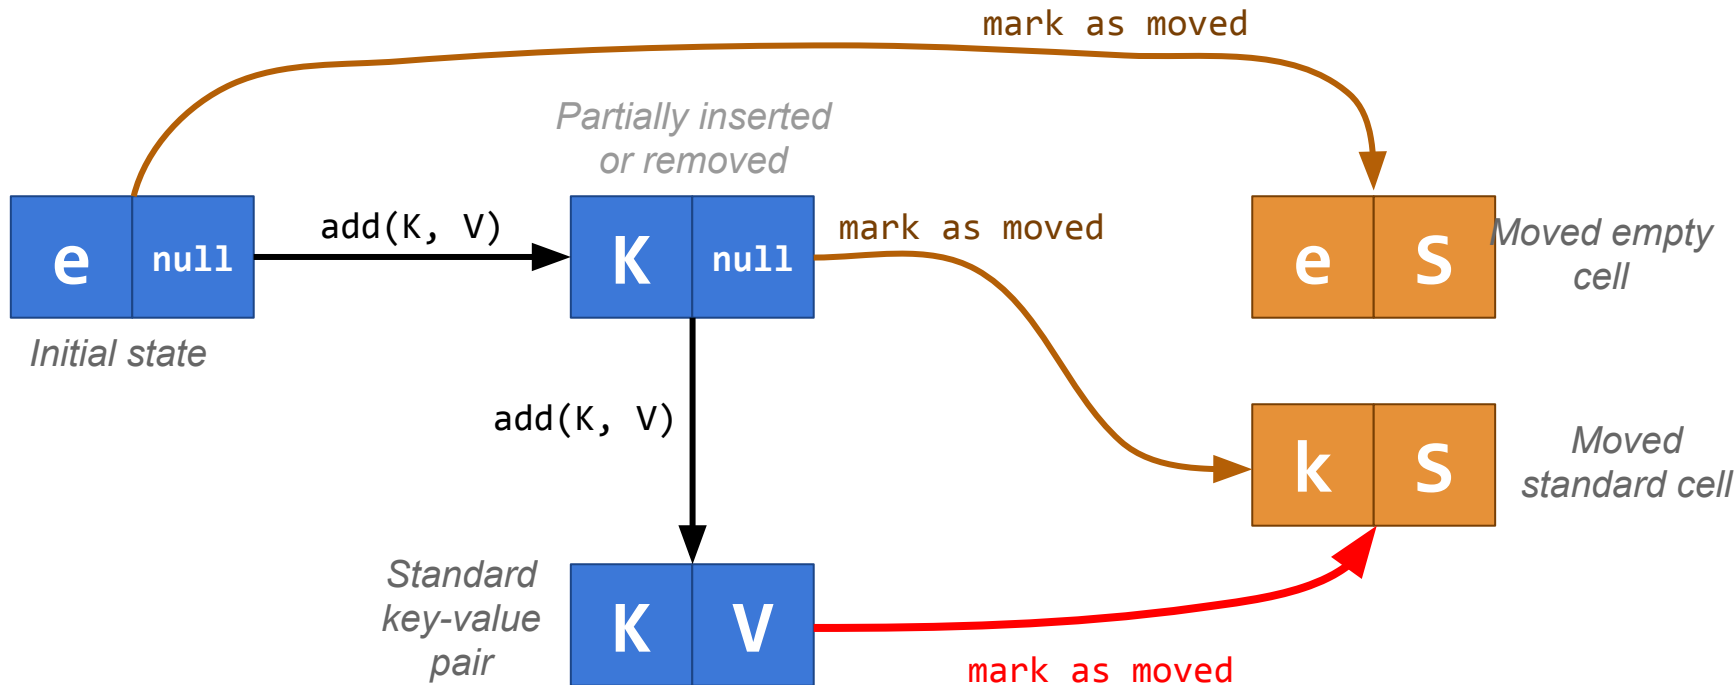 mark as moved
Partially inserted
or removed
e null
add(K, V)
K null
mark as moved
e S
Moved empty
cell
Initial state
add(K, V)
k S
Moved
standard cell
Standard
key-value
pair
K V
mark as moved